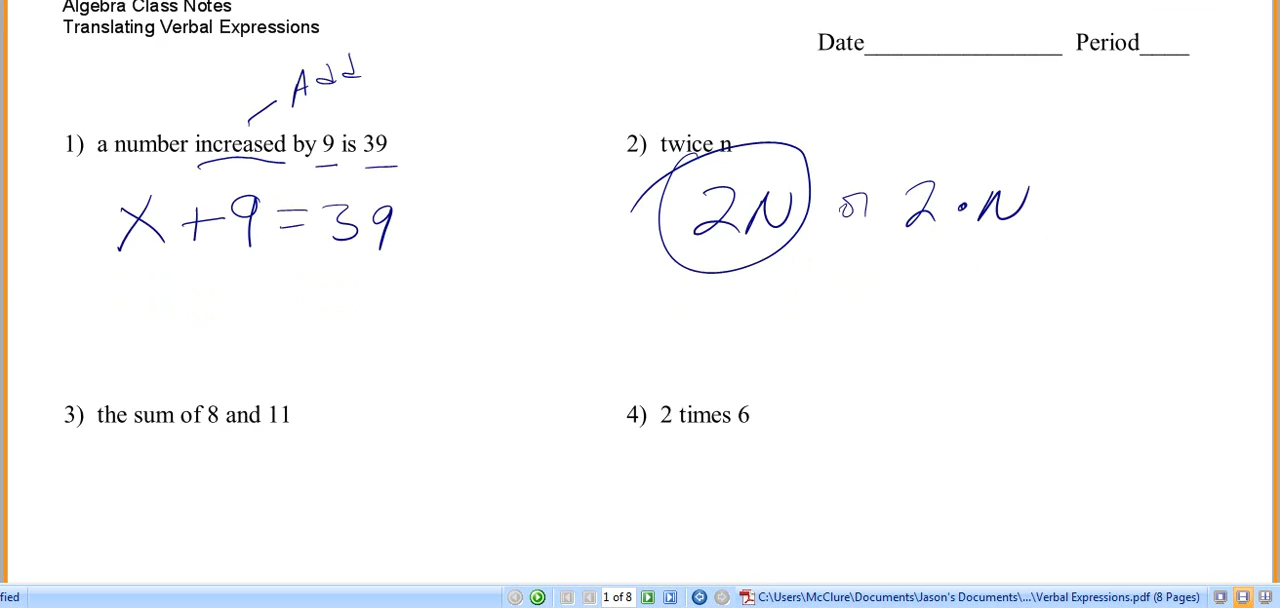 Algebra Class Notes
Translating Verbal Expressions
Date________________ Period____
Add
1) a number increased by 9 is 39
2) twice n
x + 9 = 39
2N or 2 • N
3) the sum of 8 and 11
4) 2 times 6
fied
1 of 8
C:\Users\McClure\Documents\Jason's Documents\...\Verbal Expressions.pdf (8 Pages)